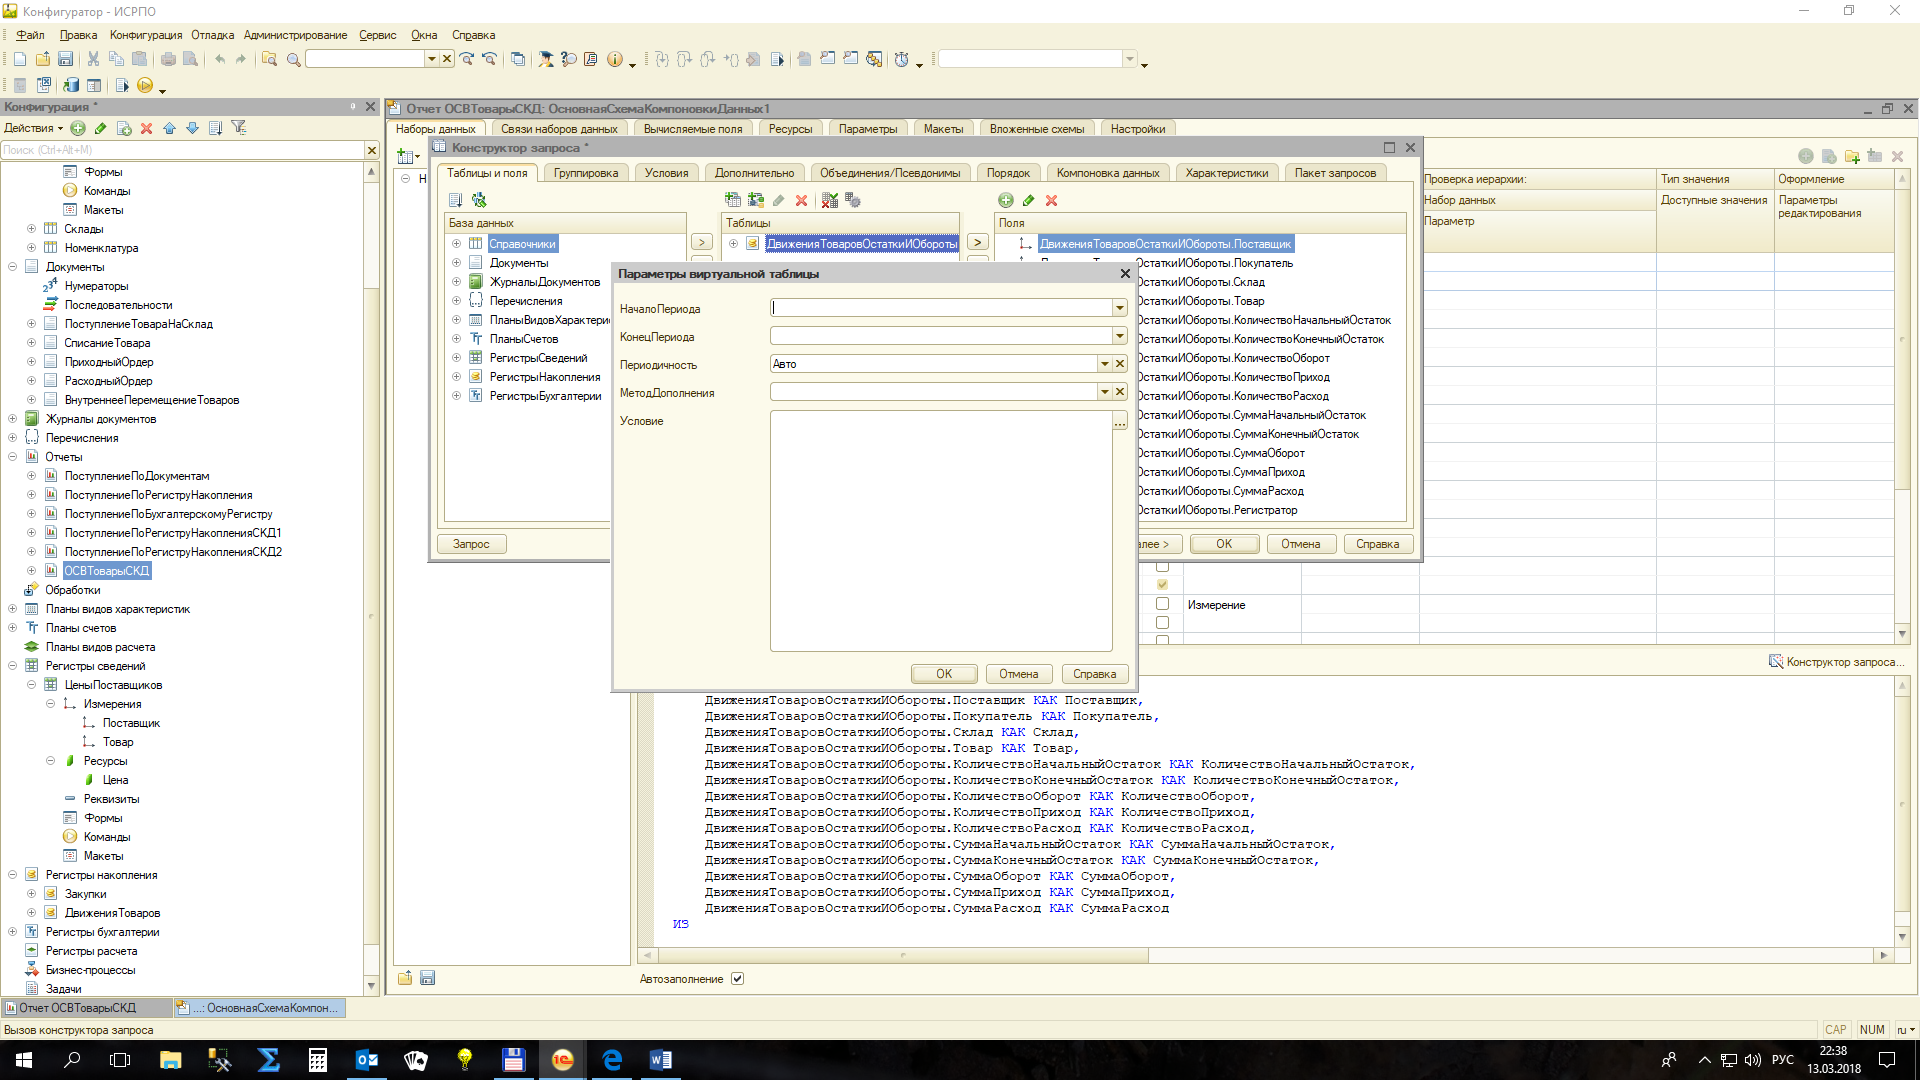 Конфигуратор - ИСРПО
Файл Правка Конфигурация Отладка Администрирование Сервис Окна Справка
Конфигурация *
Действия
Поиск (Ctrl+Alt+M)
Формы
Команды
Макеты
Склады
Номенклатура
Документы
Нумераторы
Последовательности
ПоступлениеТовараНаСклад
СписаниеТовара
ПриходныйОрдер
РасходныйОрдер
ВнутреннееПеремещениеТоваров
Журналы документов
Перечисления
Отчеты
ПоступлениеПоДокументам
ПоступлениеПоРегиструНакопления
ПоступлениеПоБухгалтерскомуРегистру
ПоступлениеПоРегиструНакопленияСКД1
ПоступлениеПоРегиструНакопленияСКД2
ОСВТоварыСКД
Обработки
Планы видов характеристик
Планы счетов
Планы видов расчета
Регистры сведений
ЦеныПоставщиков
Измерения
Поставщик
Товар
Ресурсы
Цена
Реквизиты
Формы
Команды
Макеты
Регистры накопления
Закупки
ДвиженияТоваров
Регистры бухгалтерии
Регистры расчета
Бизнес-процессы
Задачи
Отчет ОСВТоварыСКД: ОсновнаяСхемаКомпоновкиДанных1
Наборы данных Связи наборов данных Вычисляемые поля Ресурсы Параметры Макеты Вложенные схемы Настройки
Н
Конструктор запроса *
Таблицы и поля Группировка Условия Дополнительно Объединения/Псевдонимы Порядок Компоновка данных Характеристики Пакет запросов
База данных
Справочники
Документы
ЖурналыДокументов
Перечисления
ПланыВидовХарактери
ПланыСчетов
РегистрыСведений
РегистрыНакопления
РегистрыБухгалтерии
Запрос
Таблицы
ДвиженияТоваровОстаткиИОбороты
Поля
ДвиженияТоваровОстаткиИОбороты.Поставщик
ОстаткиИОбороты.Покупатель
ОстаткиИОбороты.Склад
ОстаткиИОбороты.Товар
ОстаткиИОбороты.КоличествоНачальныйОстаток
ОстаткиИОбороты.КоличествоКонечныйОстаток
ОстаткиИОбороты.КоличествоОборот
ОстаткиИОбороты.КоличествоПриход
ОстаткиИОбороты.КоличествоРасход
ОстаткиИОбороты.СуммаНачальныйОстаток
ОстаткиИОбороты.СуммаКонечныйОстаток
ОстаткиИОбороты.СуммаОборот
ОстаткиИОбороты.СуммаПриход
ОстаткиИОбороты.СуммаРасход
ОстаткиИОбороты.Регистратор
алее > ОК Отмена Справка
Параметры виртуальной таблицы
НачалоПериода
КонецПериода
Периодичность Авто
МетодДополнения
Условие ...
ОК Отмена Справка
Проверка иерархии: Тип значения Оформление
Набор данных Доступные значения Параметры редактирования
Параметр
Измерение
Конструктор запроса...
ДвиженияТоваровОстаткиИОбороты.Поставщик КАК Поставщик,
ДвиженияТоваровОстаткиИОбороты.Покупатель КАК Покупатель,
ДвиженияТоваровОстаткиИОбороты.Склад КАК Склад,
ДвиженияТоваровОстаткиИОбороты.Товар КАК Товар,
ДвиженияТоваровОстаткиИОбороты.КоличествоНачальныйОстаток КАК КоличествоНачальныйОстаток,
ДвиженияТоваровОстаткиИОбороты.КоличествоКонечныйОстаток КАК КоличествоКонечныйОстаток,
ДвиженияТоваровОстаткиИОбороты.КоличествоОборот КАК КоличествоОборот,
ДвиженияТоваровОстаткиИОбороты.КоличествоПриход КАК КоличествоПриход,
ДвиженияТоваровОстаткиИОбороты.КоличествоРасход КАК КоличествоРасход,
ДвиженияТоваровОстаткиИОбороты.СуммаНачальныйОстаток КАК СуммаНачальныйОстаток,
ДвиженияТоваровОстаткиИОбороты.СуммаКонечныйОстаток КАК СуммаКонечныйОстаток,
ДвиженияТоваровОстаткиИОбороты.СуммаОборот КАК СуммаОборот,
ДвиженияТоваровОстаткиИОбороты.СуммаПриход КАК СуммаПриход,
ДвиженияТоваровОстаткиИОбороты.СуммаРасход КАК СуммаРасход
ИЗ
Автозаполнение
Отчет ОСВТоварыСКД ...: ОсновнаяСхемаКомпон...
Вызов конструктора запроса CAP NUM ru
РУС 22:38
13.03.2018